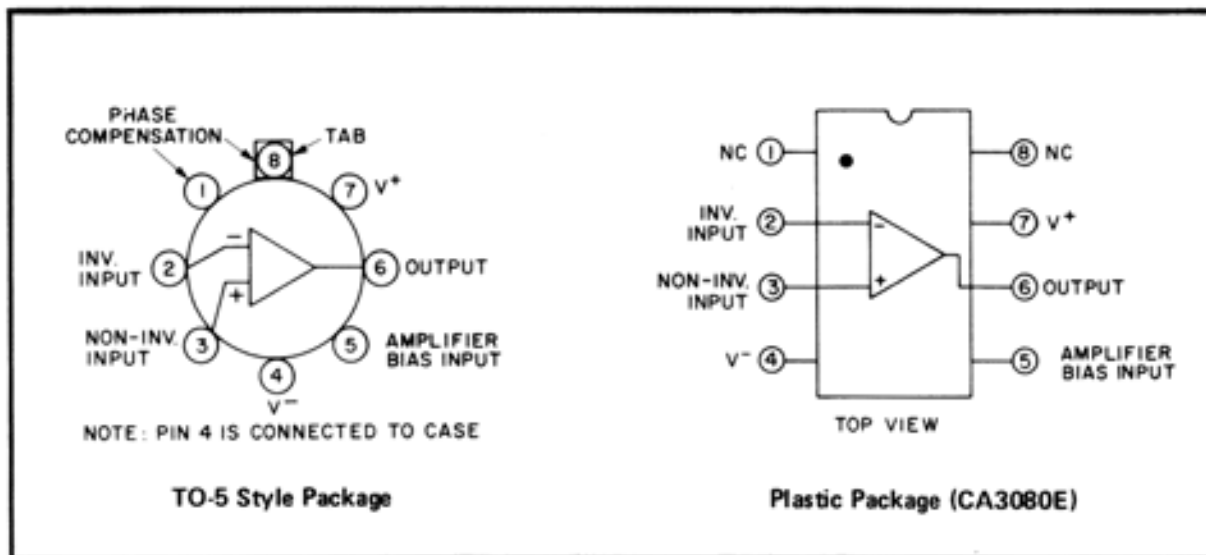 PHASE
COMPENSATION
TAB
8
1
7 V+
INV.
INPUT
2
−
+
6 OUTPUT
NON-INV.
INPUT
3
5
AMPLIFIER
BIAS INPUT
4
V−
NOTE: PIN 4 IS CONNECTED TO CASE
TO-5 Style Package
NC 1
8 NC
INV.
INPUT
2
−
7 V+
NON-INV.
INPUT
3
+
6 OUTPUT
V− 4
5
AMPLIFIER
BIAS INPUT
TOP VIEW
Plastic Package (CA3080E)